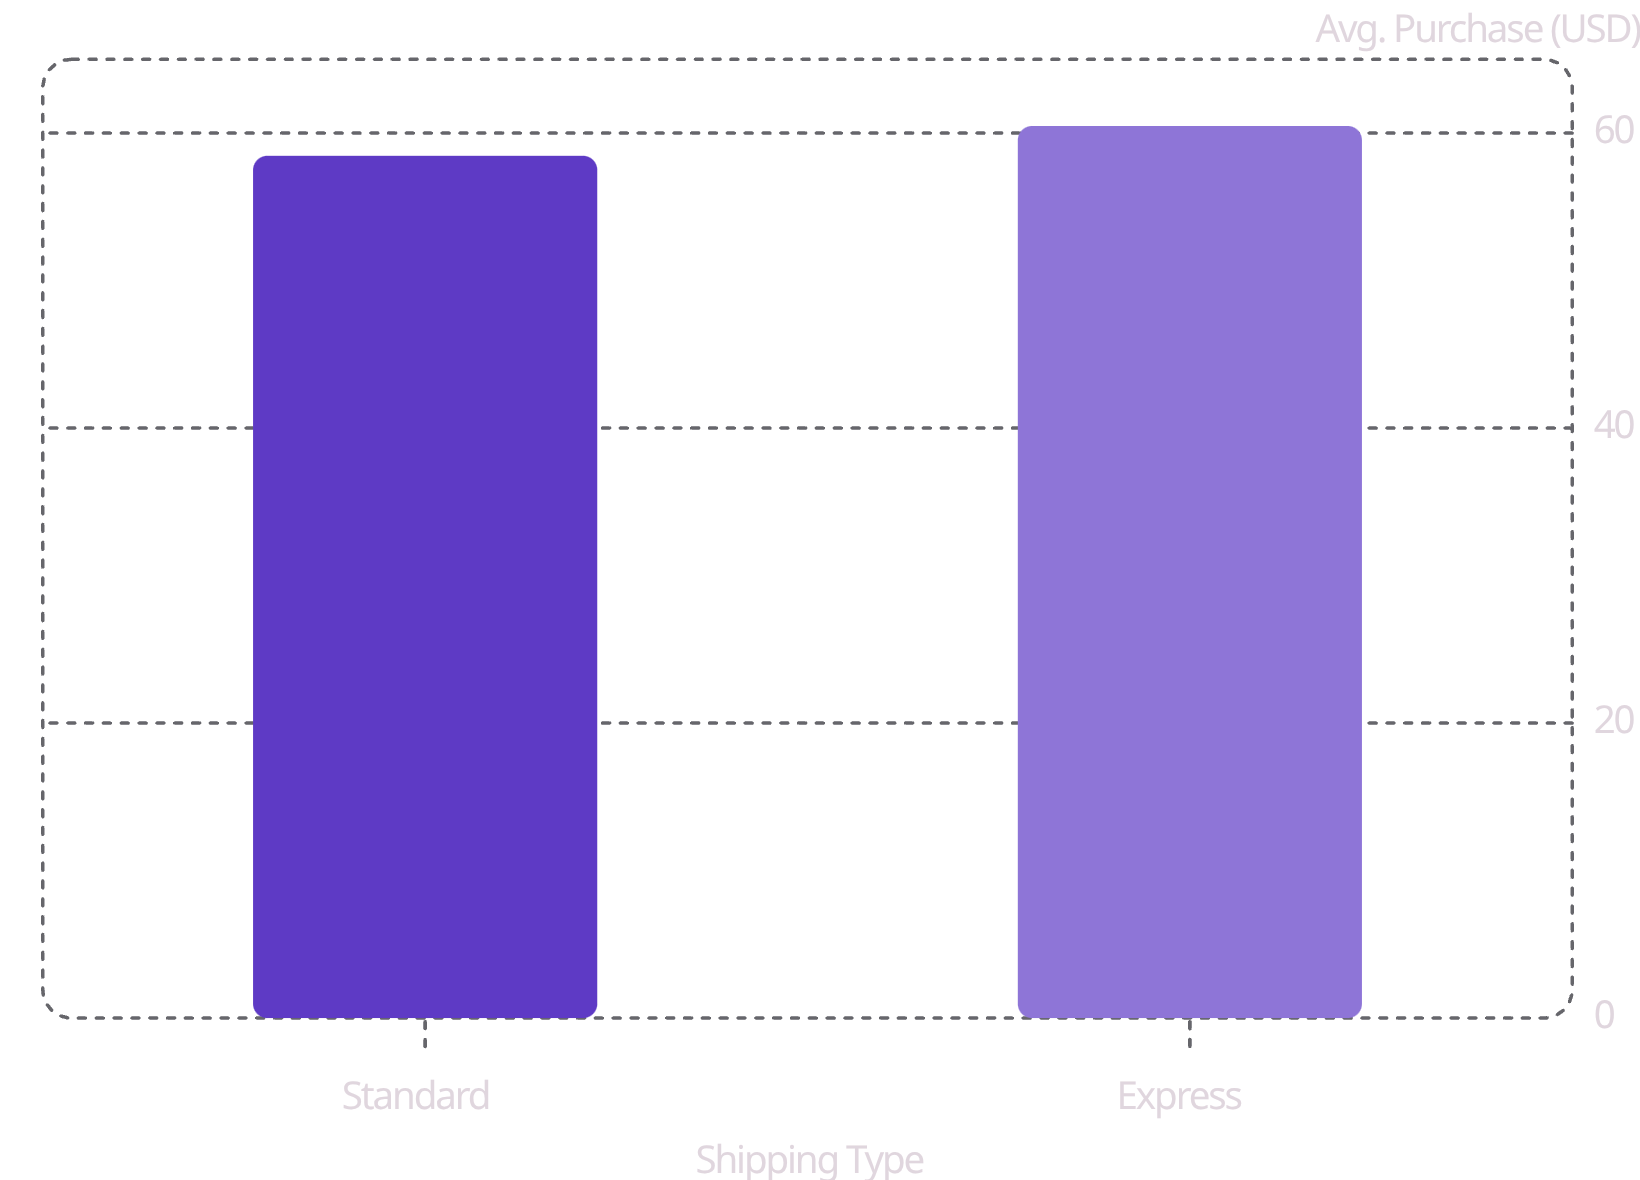 Avg. Purchase (USD)
60
40
20
0
Standard
Express
Shipping Type